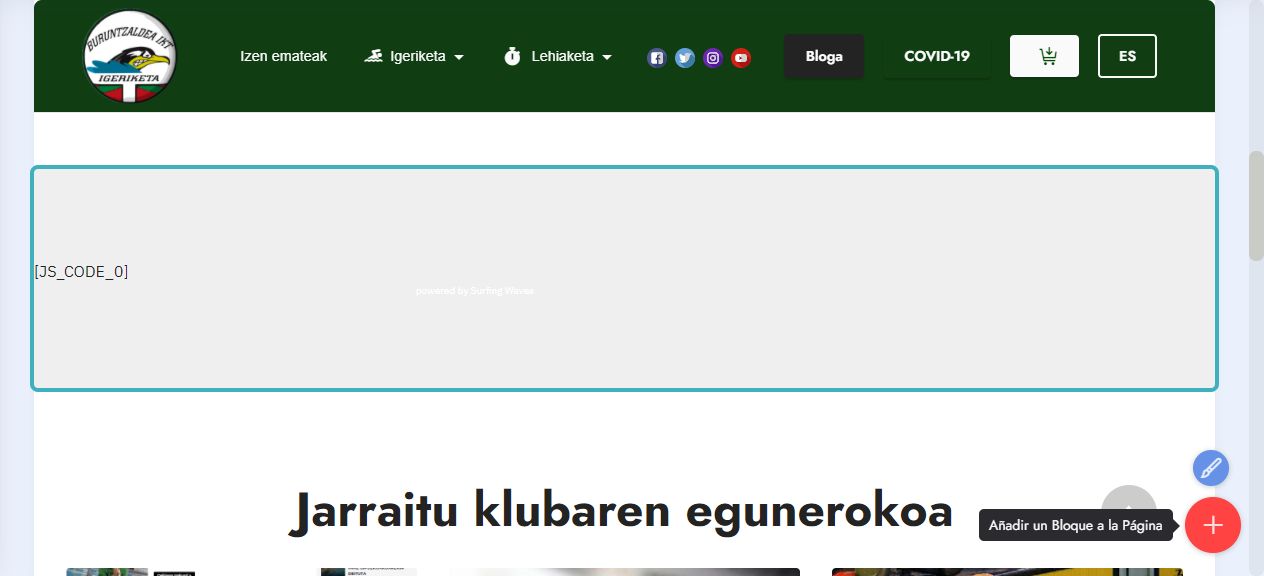 BURUNTZALDEA IKT
IGERIKETA
Izen emateak
Igeriketa
Lehiaketa
Bloga
COVID-19
ES
[JS_CODE_0]
powered by Surfing Waves
Jarraitu klubaren egunerokoa
Añadir un Bloque a la Página